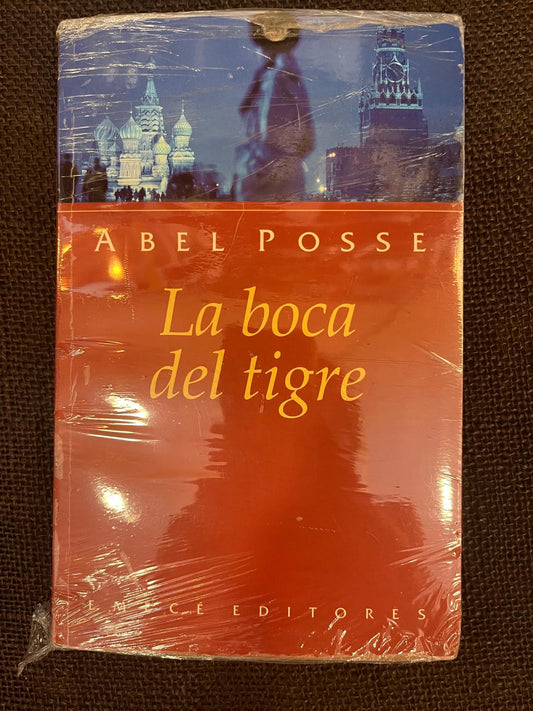 ABEL POSSE
La boca
del tigre
EMECÉ EDITORES